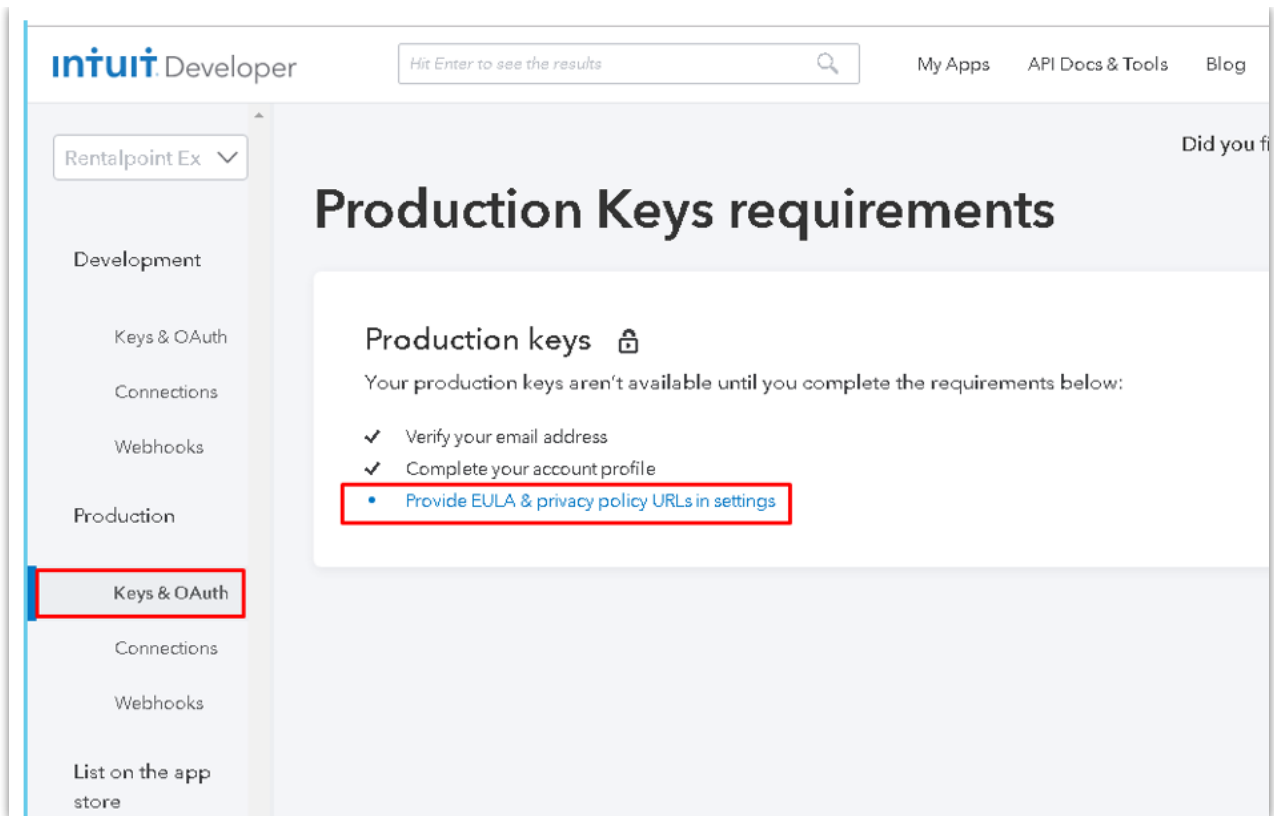 ıntuıt Developer
Hit Enter to see the results
My Apps
API Docs & Tools
Blog
Rentalpoint Ex
Did you fi
Production Keys requirements
Development
Keys & OAuth
Connections
Webhooks
Production keys
Your production keys aren't available until you complete the requirements below:
Verify your email address
Complete your account profile
Provide EULA & privacy policy URLs in settings
Production
Keys & OAuth
Connections
Webhooks
List on the app
store